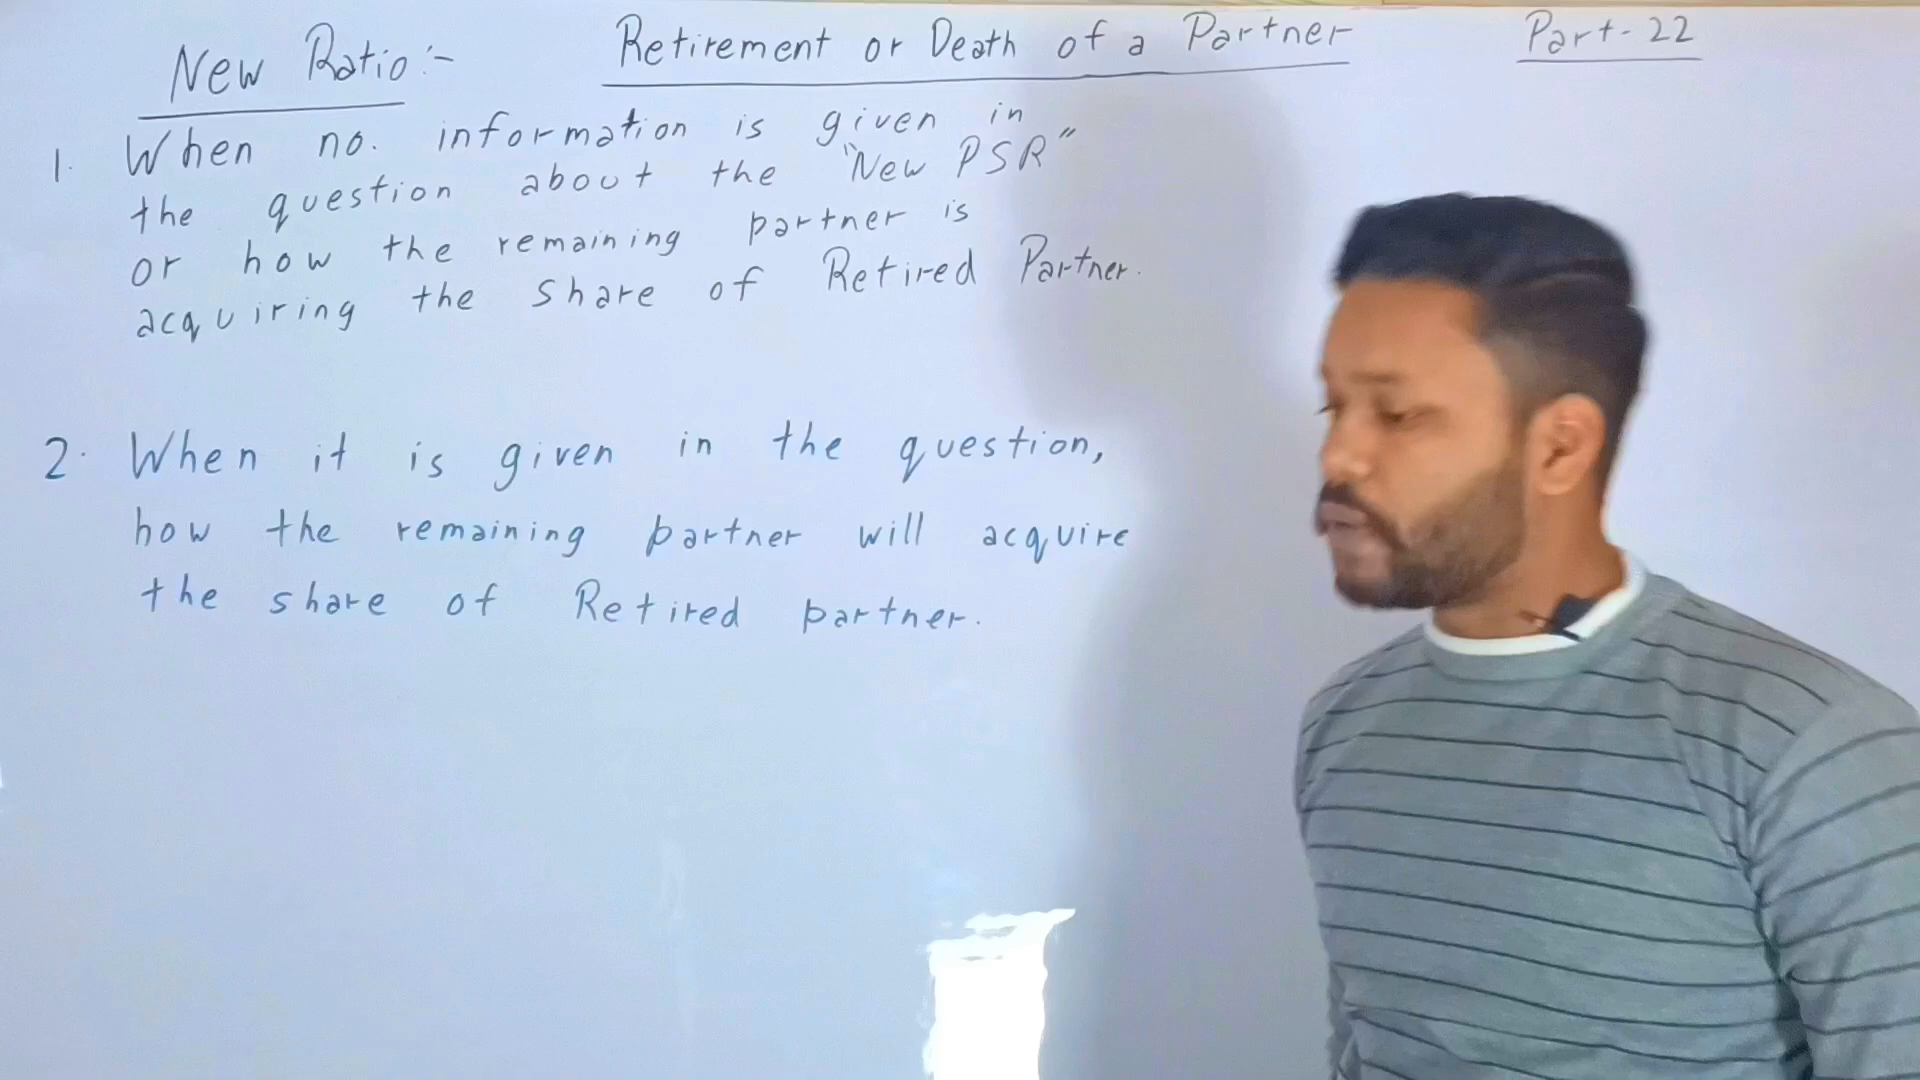 New Ratio :-
Retirement or Death of a Partner
Part-22
1. When no. information is given in
the question about the "New PSR"
or how the remaining partner is
acquiring the share of Retired Partner.
2. When it is given in the question,
how the remaining partner will acquire
the share of Retired partner.